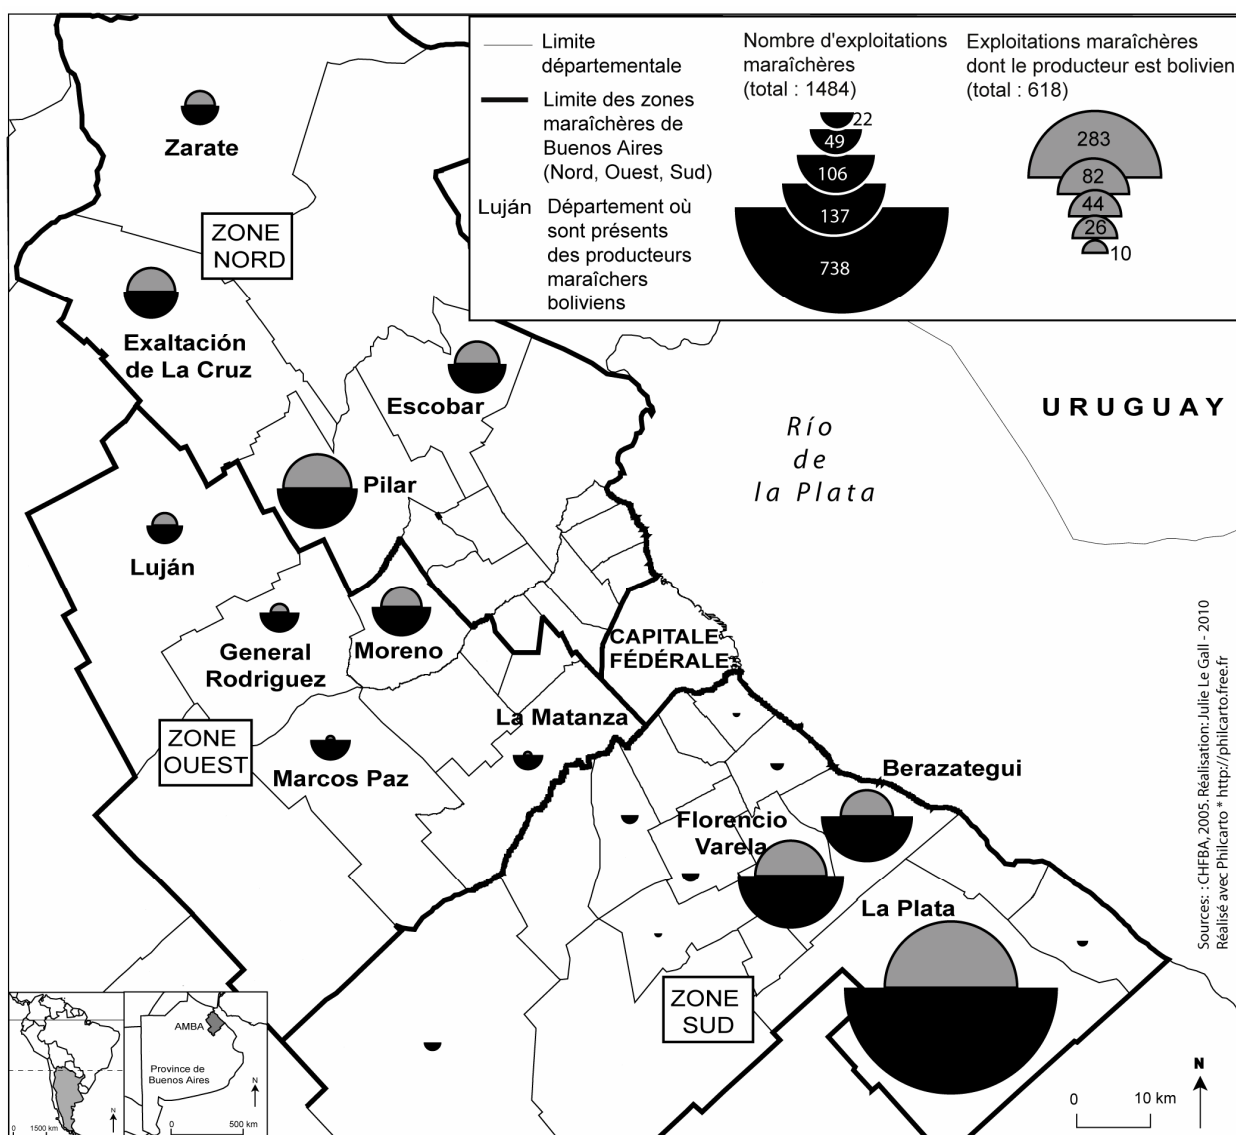 Limite
départementale
Limite des zones
maraîchères de
Buenos Aires
(Nord, Ouest, Sud)
Luján
Département où
sont présents
des producteurs
maraîchers
boliviens
Nombre d'exploitations
maraîchères
(total : 1484)
22
49
106
137
738
Exploitations maraîchères
dont le producteur est bolivien
(total : 618)
283
82
44
26
10
Zarate
ZONE
NORD
Exaltación
de La Cruz
Escobar
Pilar
Luján
General
Rodriguez
Moreno
CAPITALE
FÉDÉRALE
Río
de
la Plata
URUGUAY
La Matanza
ZONE
OUEST
Marcos Paz
Berazategui
Florencio
Varela
La Plata
ZONE
SUD
AMBA
Province de
Buenos Aires
N
0 1500 km
N
0 500 km
N
0 10 km
Sources: : CHFBA, 2005. Réalisation: Julie Le Gall - 2010
Réalisé avec Philcarto * http://philcarto.free.fr